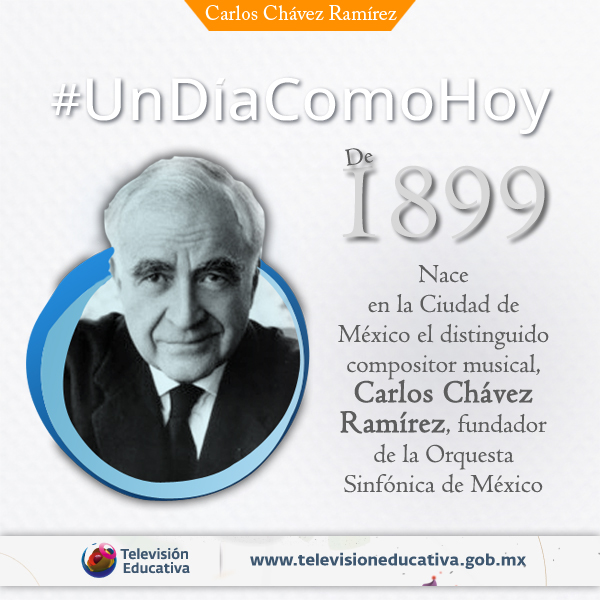 Carlos Chávez Ramírez
#UnDiaComoHoy
De
1899
Nace
en la Ciudad de
México el distinguido
compositor musical,
Carlos Chávez
Ramírez, fundador
de la Orquesta
Sinfónica de México
Televisión
Educativa
www.televisioneducativa.gob.mx